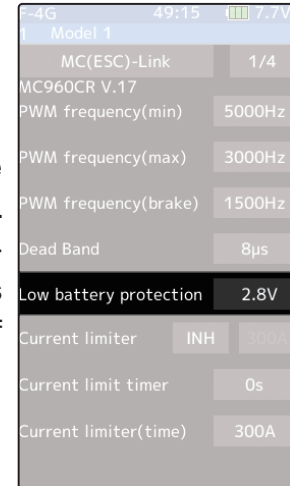 F-4G 49:15 7.7V
1 Model 1
MC(ESC)-Link 1/4
MC960CR V.17
PWM frequency(min) 5000Hz
PWM frequency(max) 3000Hz
PWM frequency(brake) 1500Hz
Dead Band 8µs
Low battery protection 2.8V
Current limiter INH 300A
Current limit timer 0s
Current limiter(time) 300A